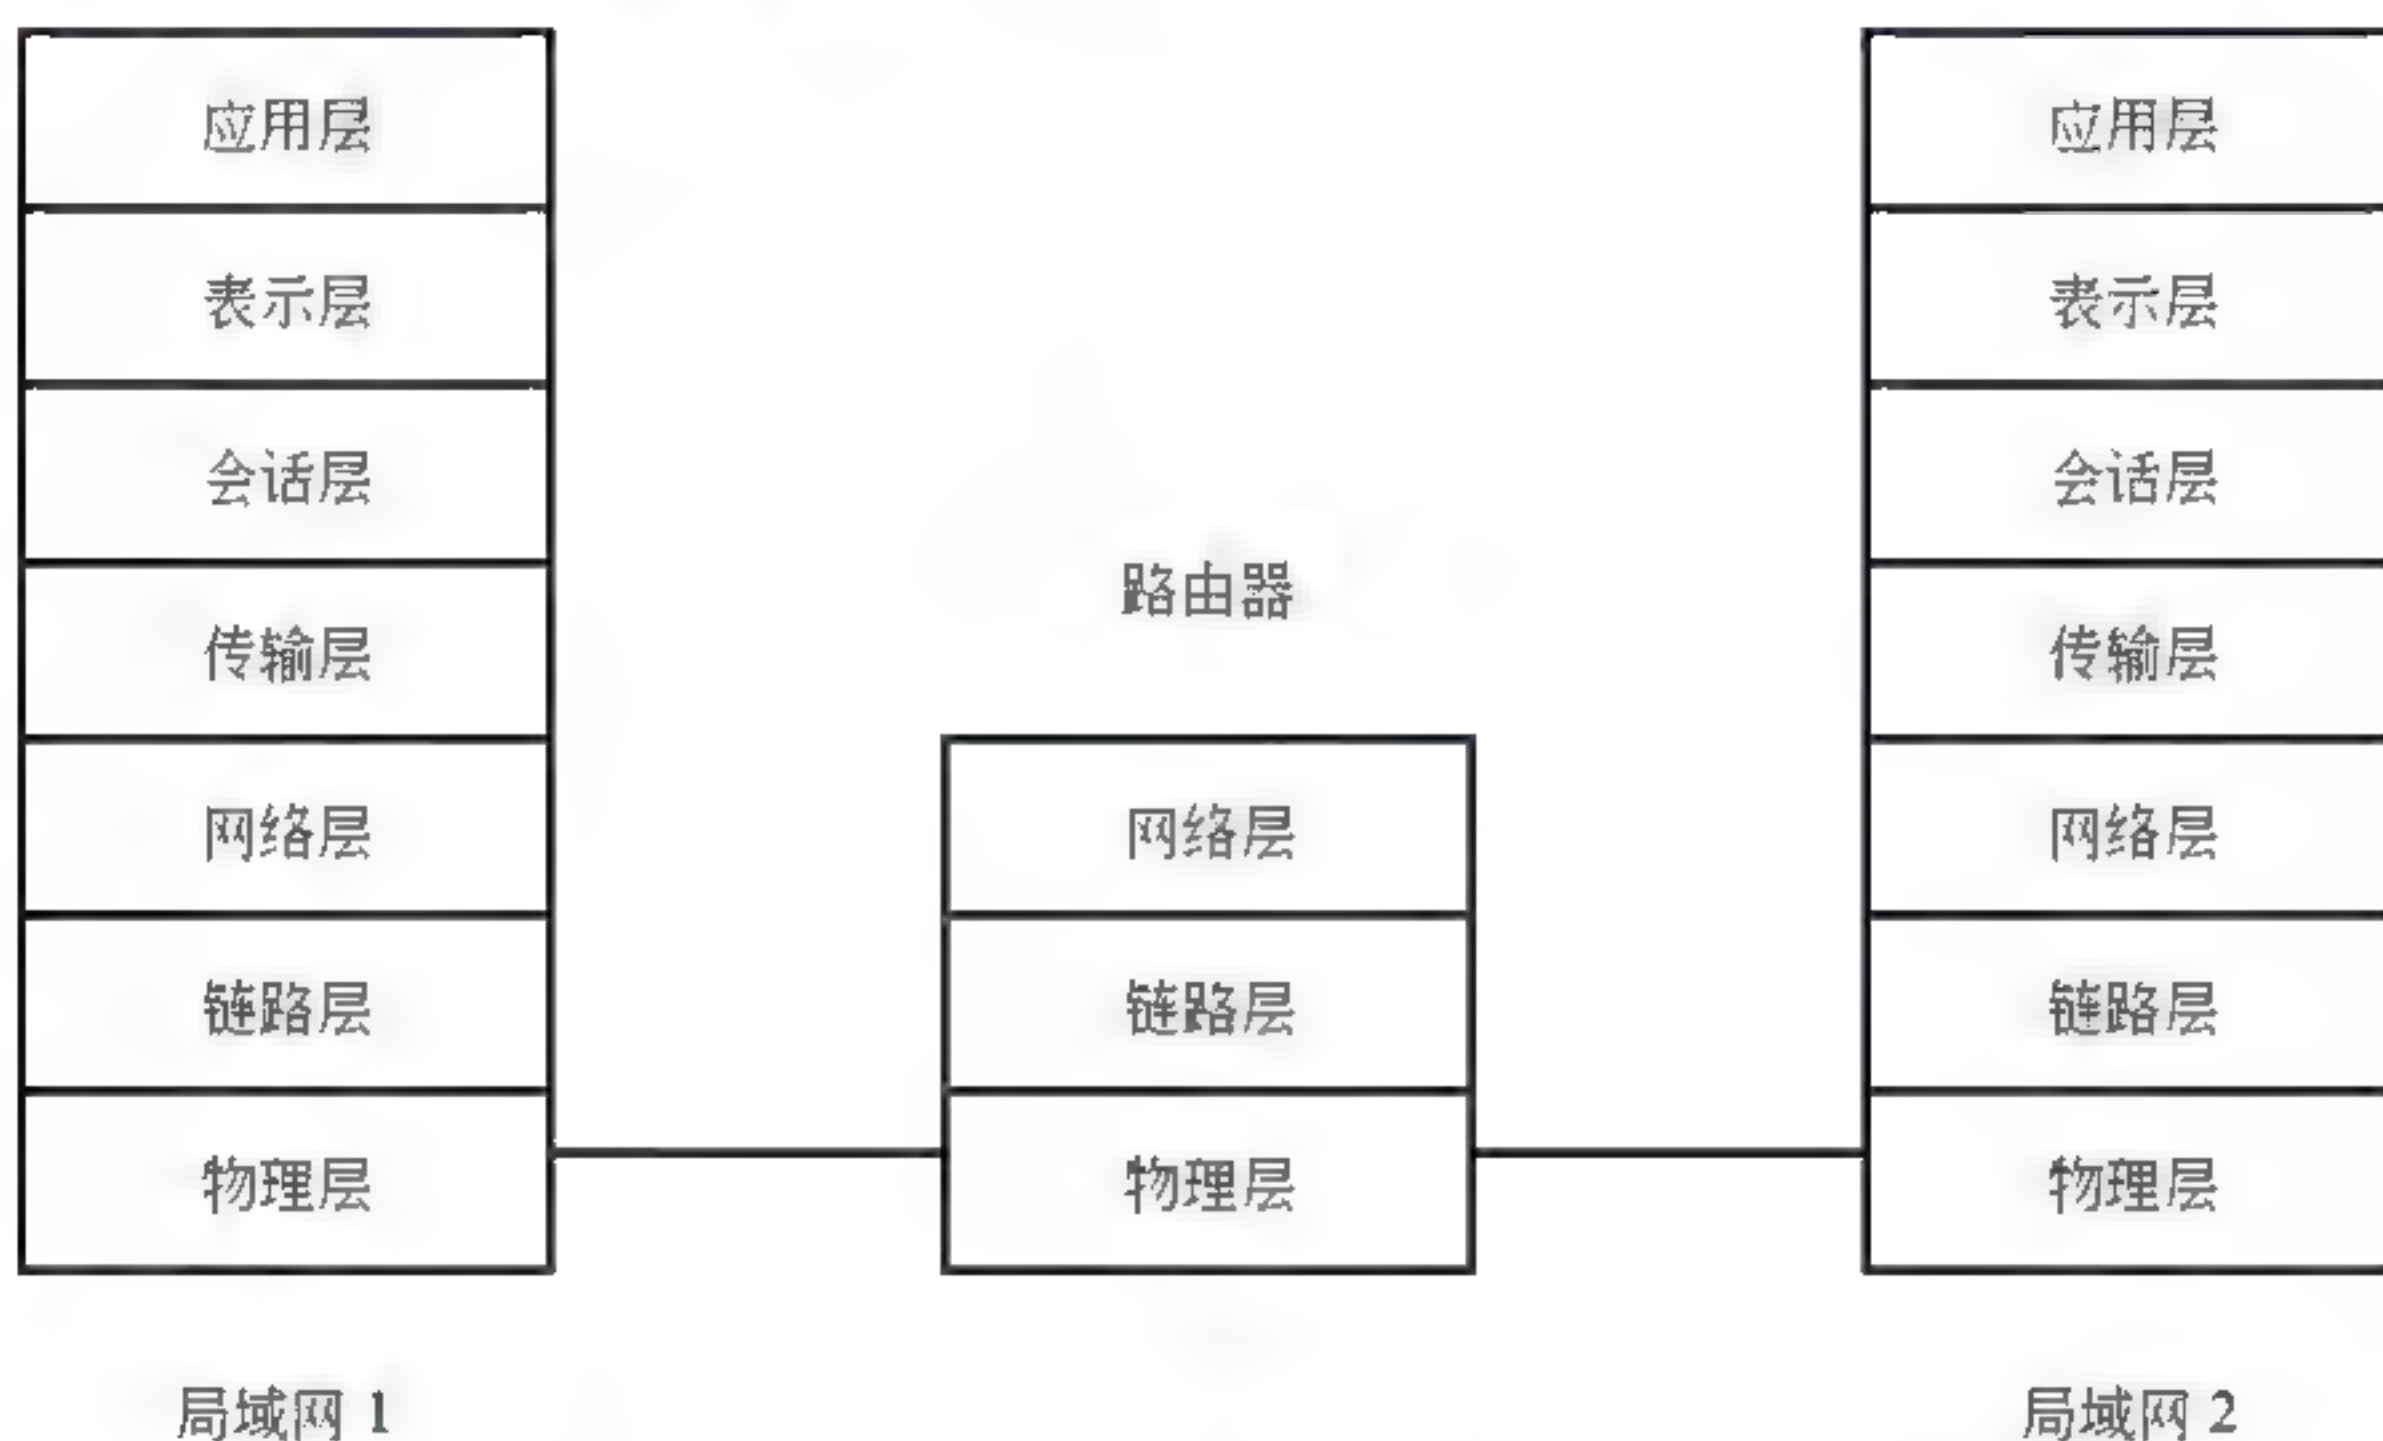 应用层
表示层
会话层
传输层
网络层
链路层
物理层
局域网 1
路由器
网络层
链路层
物理层
应用层
表示层
会话层
传输层
网络层
链路层
物理层
局域网 2